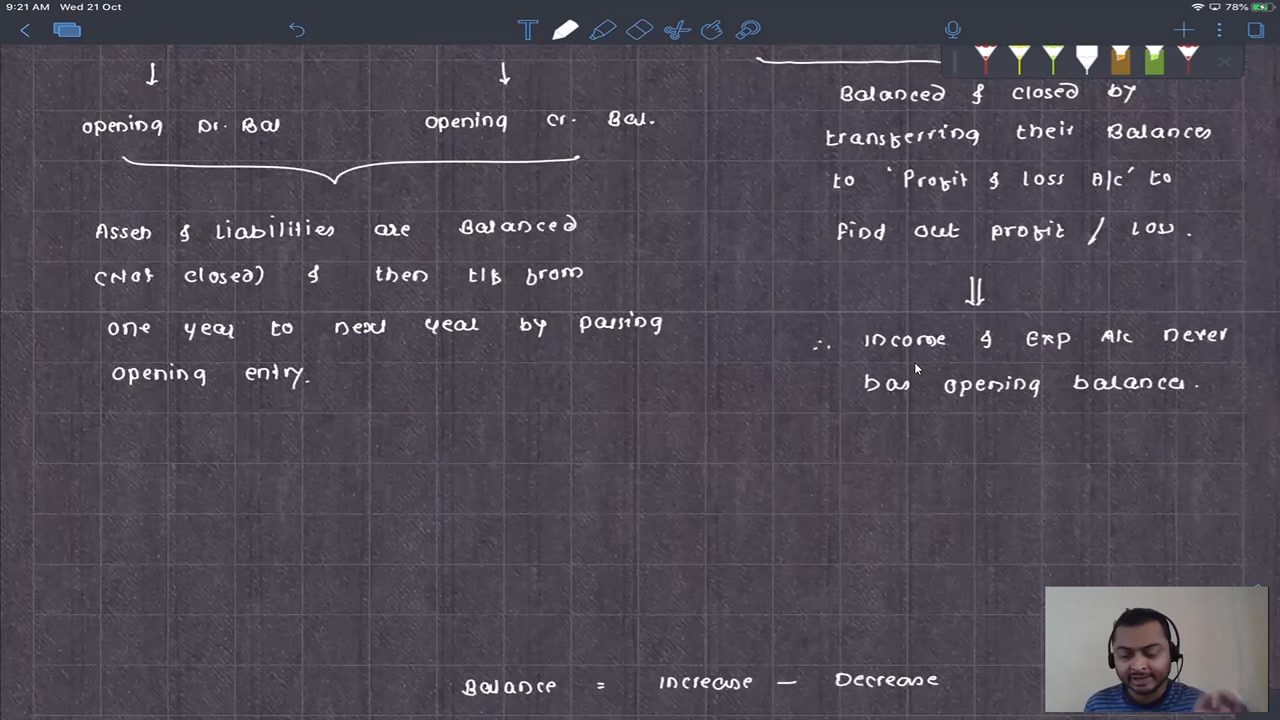 9:21 AM Wed 21 Oct
78%
T
opening Dr. Bal
opening cr. Bal.
Assets & liabilities are Balanced
(Not closed) & then t/f from
one year to next year by passing
opening entry.
Balanced & closed by
transferring their Balances
to 'Profit & loss A/c' to
find out profit / loss.
∴ income & Exp A/c never
has opening balances.
Balance = increase - Decrease